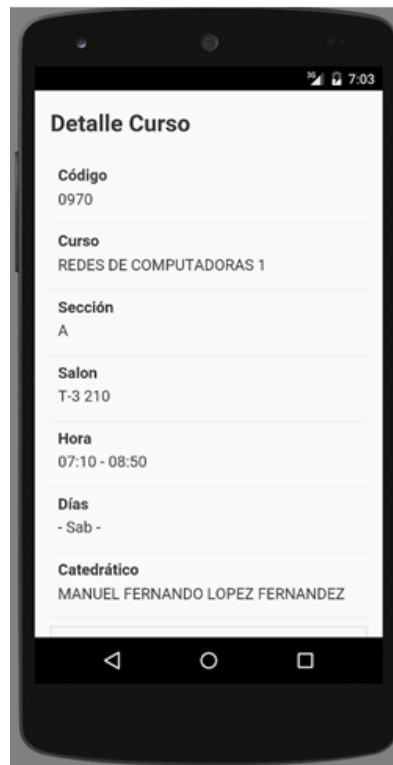 3G 7:03
Detalle Curso
Código
0970
Curso
REDES DE COMPUTADORAS 1
Sección
A
Salon
T-3 210
Hora
07:10 - 08:50
Días
- Sab -
Catedrático
MANUEL FERNANDO LOPEZ FERNANDEZ